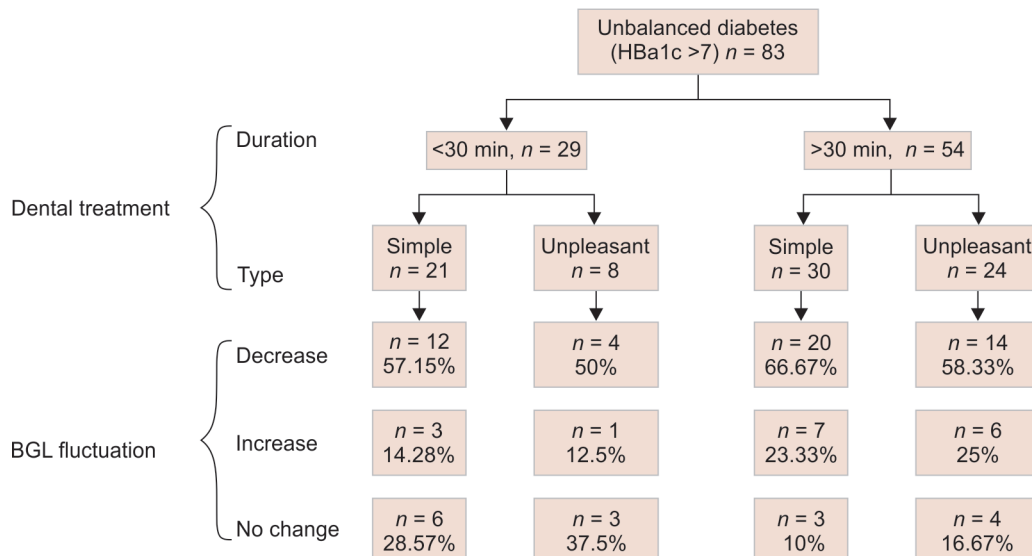 Unbalanced diabetes
(HBa1c >7) n = 83
Duration
<30 min, n = 29
>30 min, n = 54
Dental treatment
Type
Simple
n = 21
Unpleasant
n = 8
Simple
n = 30
Unpleasant
n = 24
BGL fluctuation
Decrease
n = 12
57.15%
n = 4
50%
n = 20
66.67%
n = 14
58.33%
Increase
n = 3
14.28%
n = 1
12.5%
n = 7
23.33%
n = 6
25%
No change
n = 6
28.57%
n = 3
37.5%
n = 3
10%
n = 4
16.67%